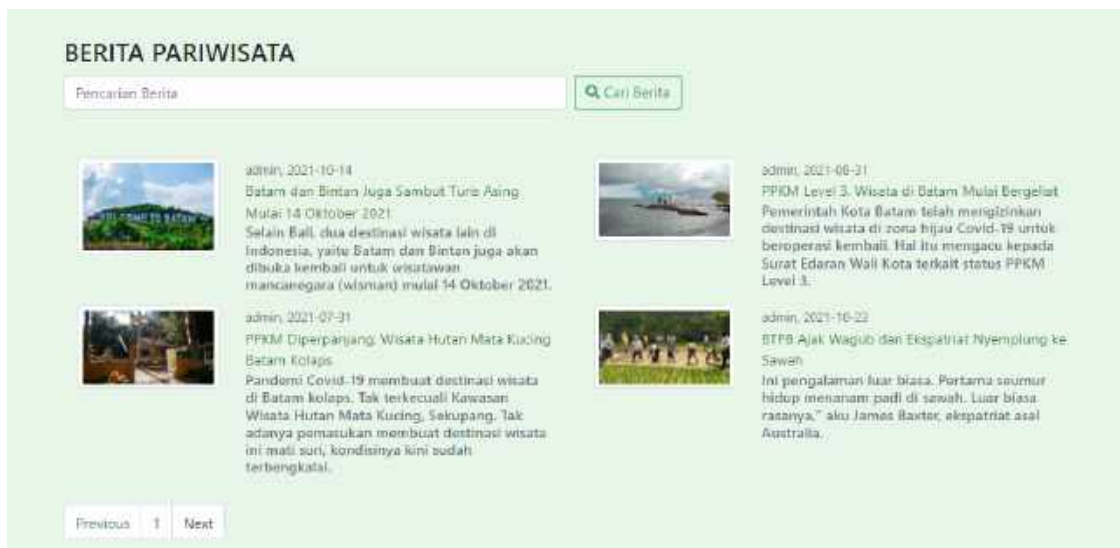 BERITA PARIWISATA
Pencarian Berita
Cari Berita
admin, 2021-10-14
Batam dan Bintan Juga Sambut Turis Asing
Mulai 14 Oktober 2021
Selain Bali, dua destinasi wisata lain di
Indonesia, yaitu Batam dan Bintan juga akan
dibuka kembali untuk wisatawan
mancanegara (wisman) mulai 14 Oktober 2021.
admin, 2021-08-31
PPKM Level 3, Wisata di Batam Mulai Bergeliat
Pemerintah Kota Batam telah mengizinkan
destinasi wisata di zona hijau Covid-19 untuk
beroperasi kembali. Hal itu mengacu kepada
Surat Edaran Wali Kota terkait status PPKM
Level 3.
admin, 2021-07-31
PPKM Diperpanjang, Wisata Hutan Mata Kucing
Batam Kolaps
Pandemi Covid-19 membuat destinasi wisata
di Batam kolaps. Tak terkecuali Kawasan
Wisata Hutan Mata Kucing, Sekupang. Tak
adanya pemasukan membuat destinasi wisata
ini mati suri, kondisinya kini sudah
terbengkalai.
admin, 2021-10-23
BTPB Ajak Wagub dan Ekspatriat Nyemplung ke
Sawah
Ini pengalaman luar biasa. Pertama seumur
hidup menanam padi di sawah. Luar biasa
rasanya," aku James Baxter, ekspatriat asal
Australia.
Previous 1 Next